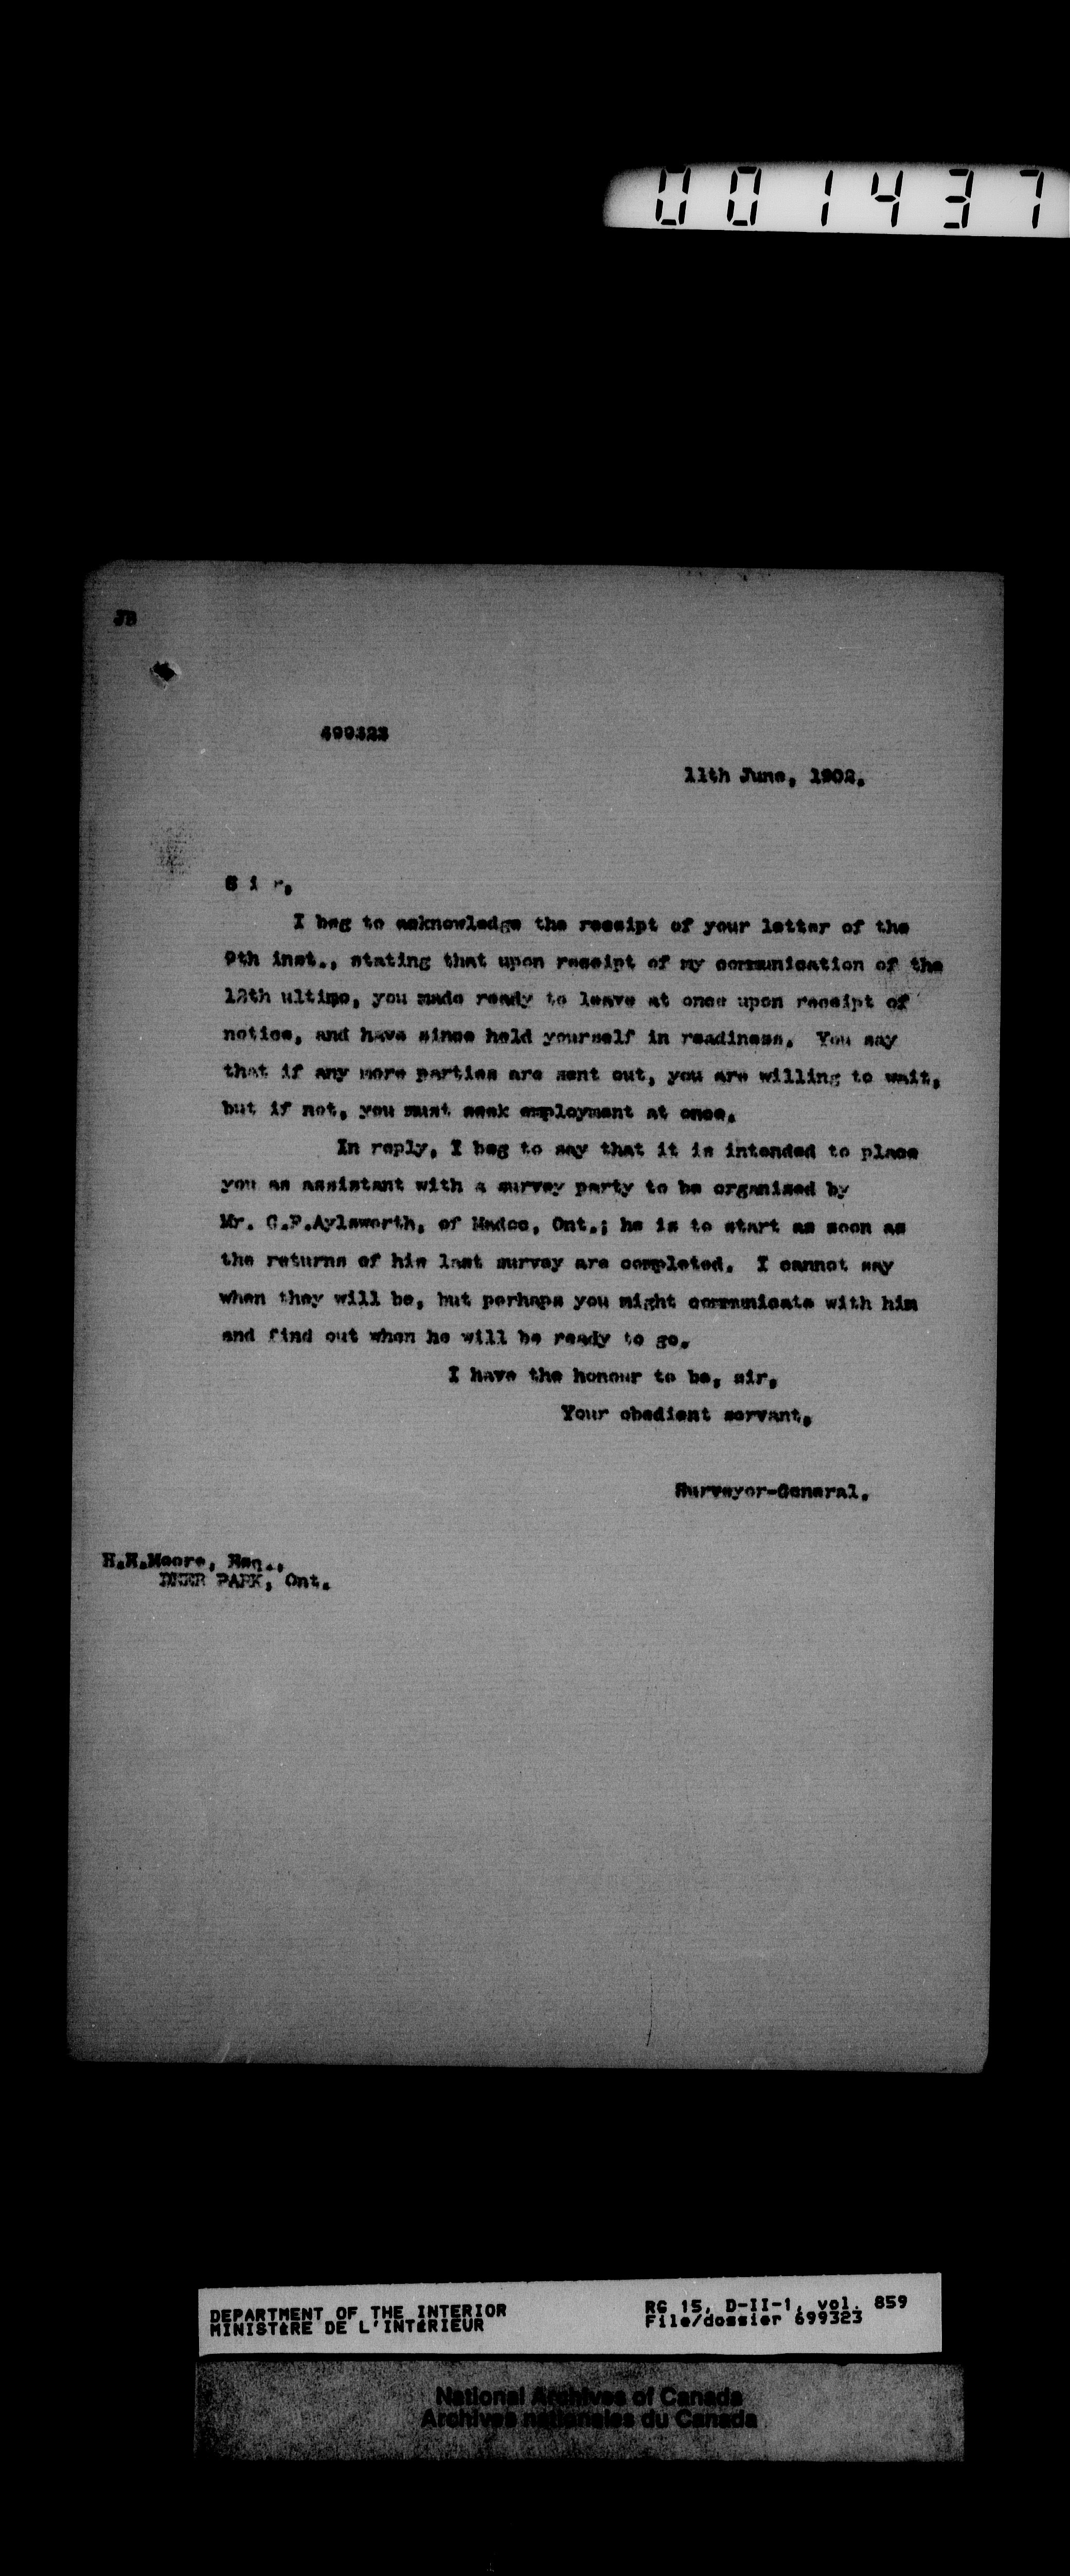 001437
JB
699323
11th June, 1902.
S i r,
I beg to acknowledge the receipt of your letter of the
9th inst., stating that upon receipt of my communication of the
12th ultimo, you made ready to leave at once upon receipt of
notice, and have since held yourself in readiness. You say
that if any more parties are sent out, you are willing to wait,
but if not, you must seek employment at once.
In reply, I beg to say that it is intended to place
you as assistant with a survey party to be organised by
Mr. C.F.Aylsworth, of Madoc, Ont.; he is to start as soon as
the returns of his last survey are completed. I cannot say
when they will be, but perhaps you might communicate with him
and find out when he will be ready to go.
I have the honour to be, sir,
Your obedient servant,
Surveyor-General.
H.H.Moore, Esq.,
DEER PARK, Ont.
DEPARTMENT OF THE INTERIOR RG 15, D-II-1, vol. 859
MINISTÈRE DE L'INTÉRIEUR File/dossier 699323
National Archives of Canada
Archives nationales du Canada